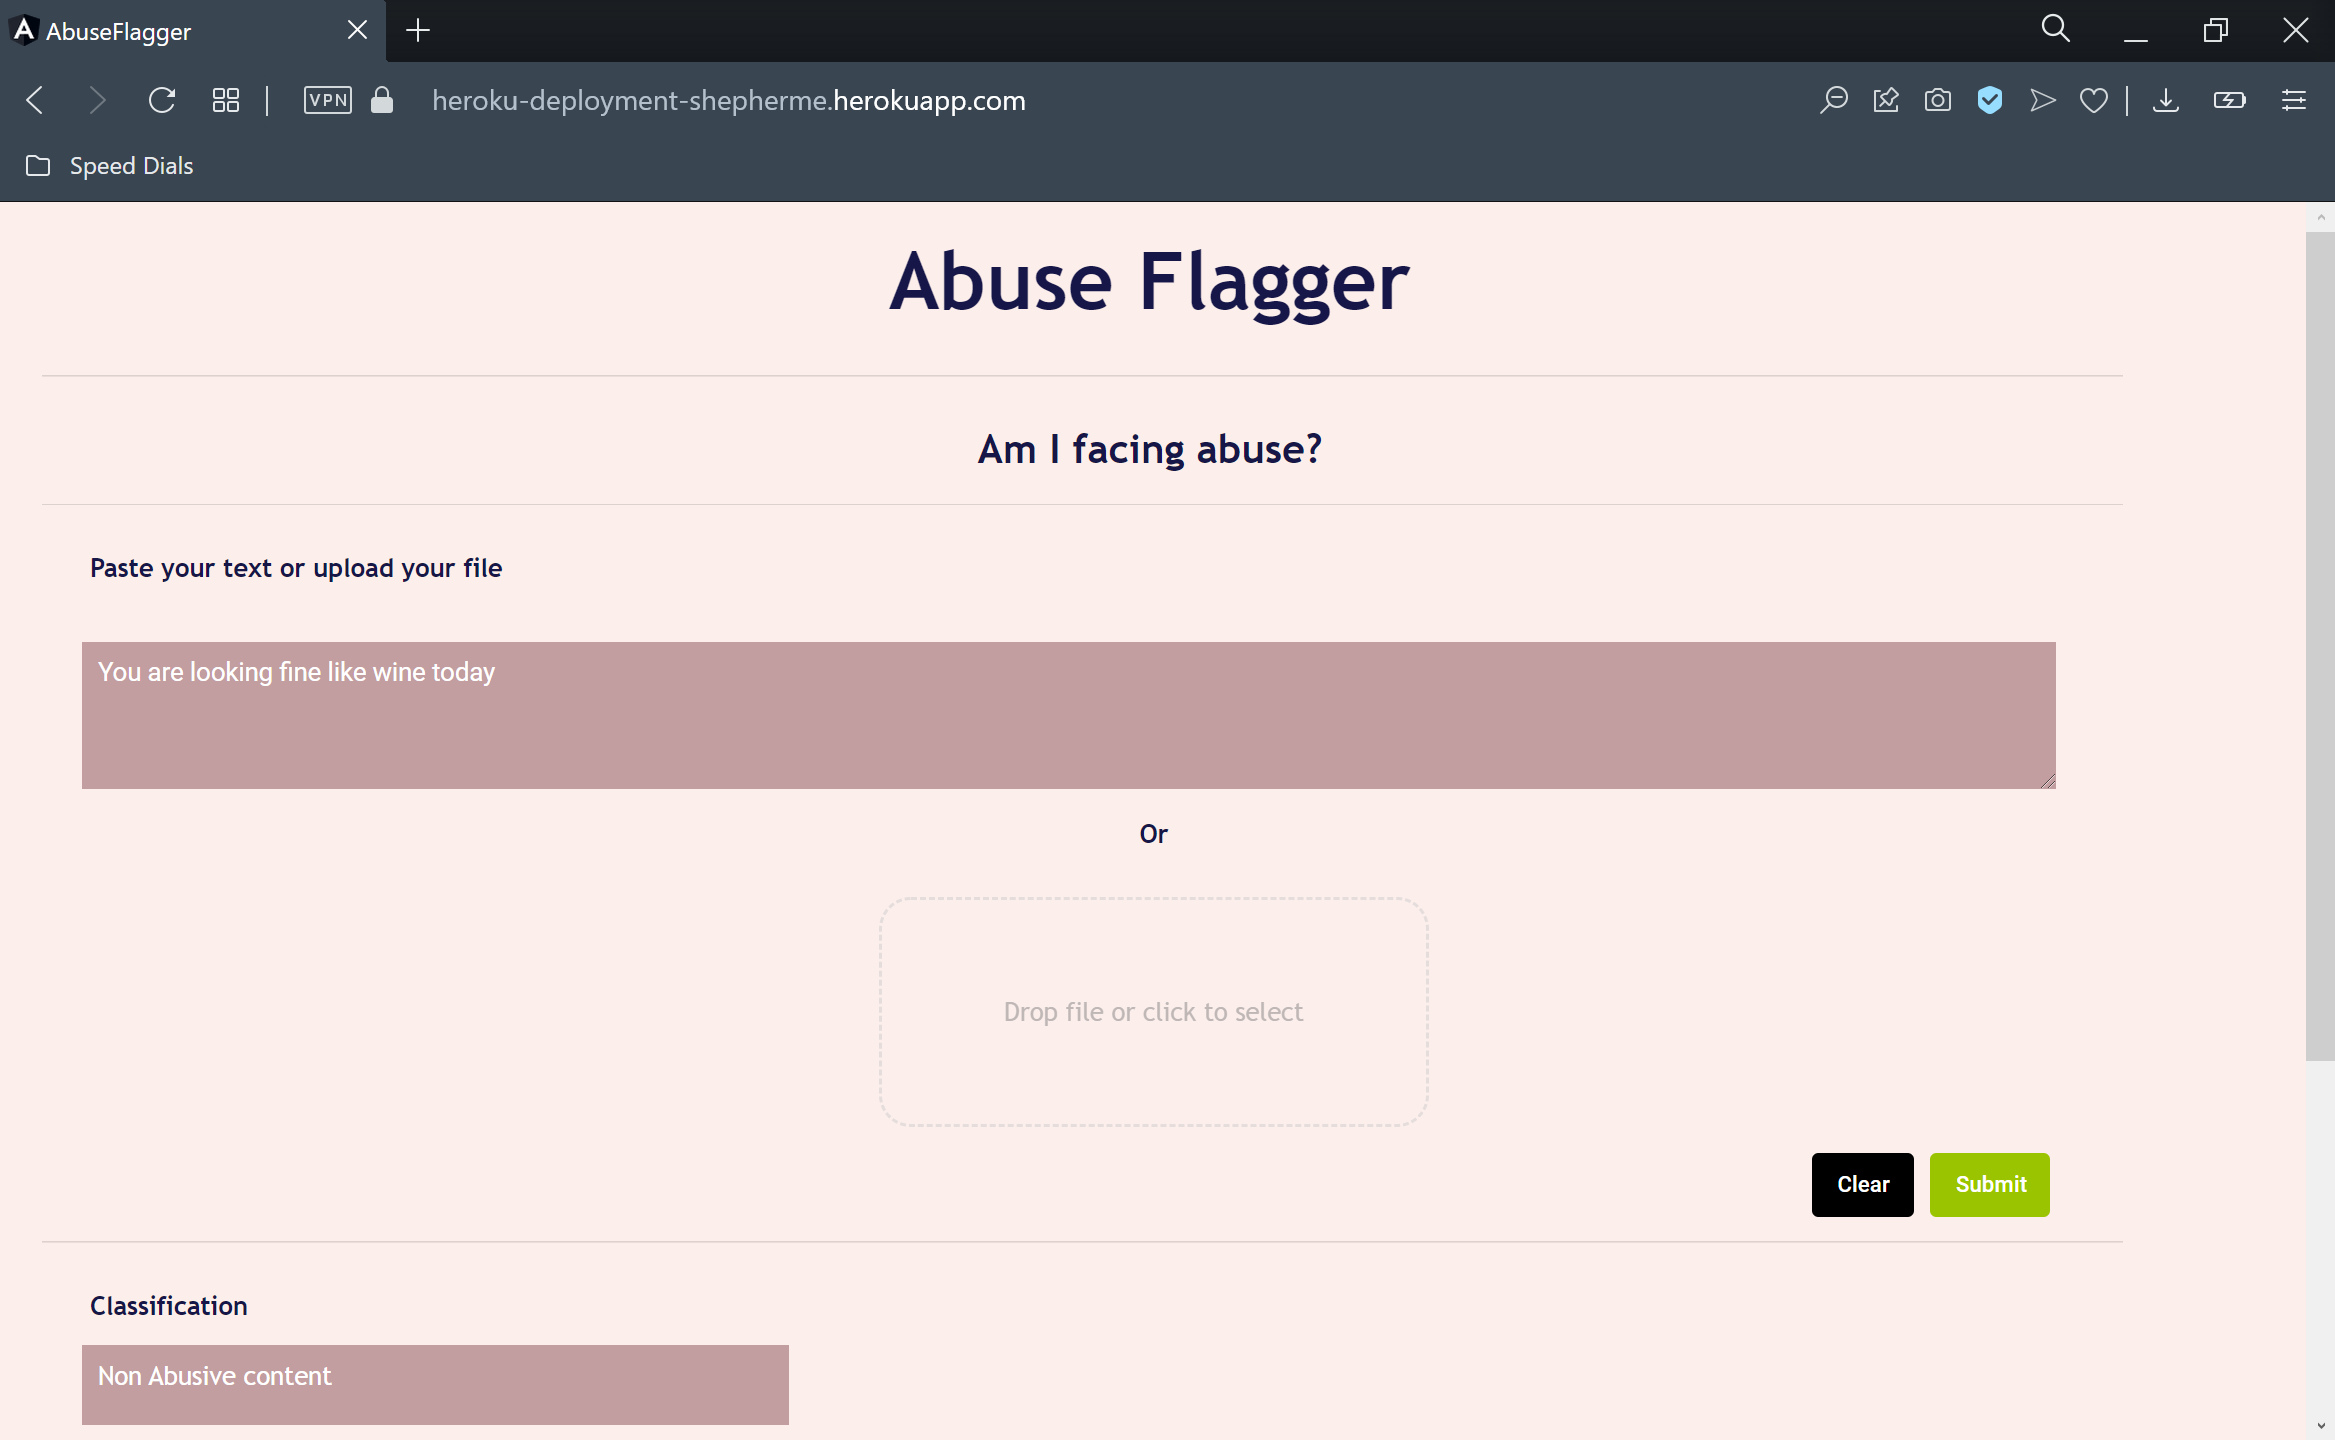 AbuseFlagger
VPN
heroku-deployment-shepherme.herokuapp.com
Speed Dials
Abuse Flagger
Am I facing abuse?
Paste your text or upload your file
You are looking fine like wine today
Or
Drop file or click to select
Clear
Submit
Classification
Non Abusive content